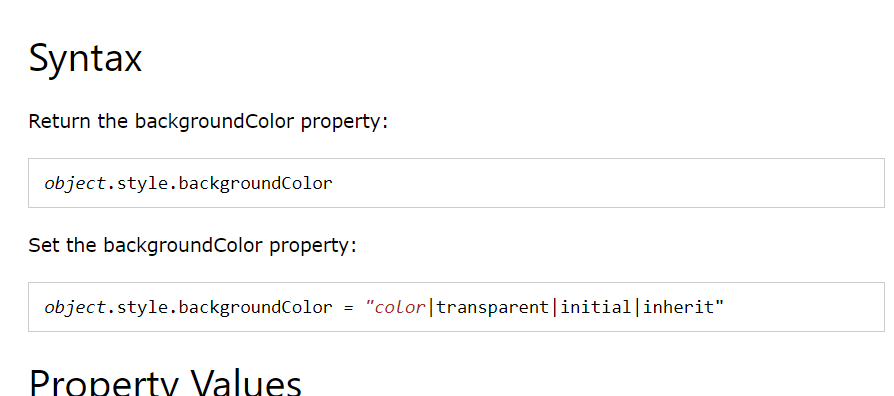 Syntax
Return the backgroundColor property:
object.style.backgroundColor
Set the backgroundColor property:
object.style.backgroundColor = "color|transparent|initial|inherit"
Property Values